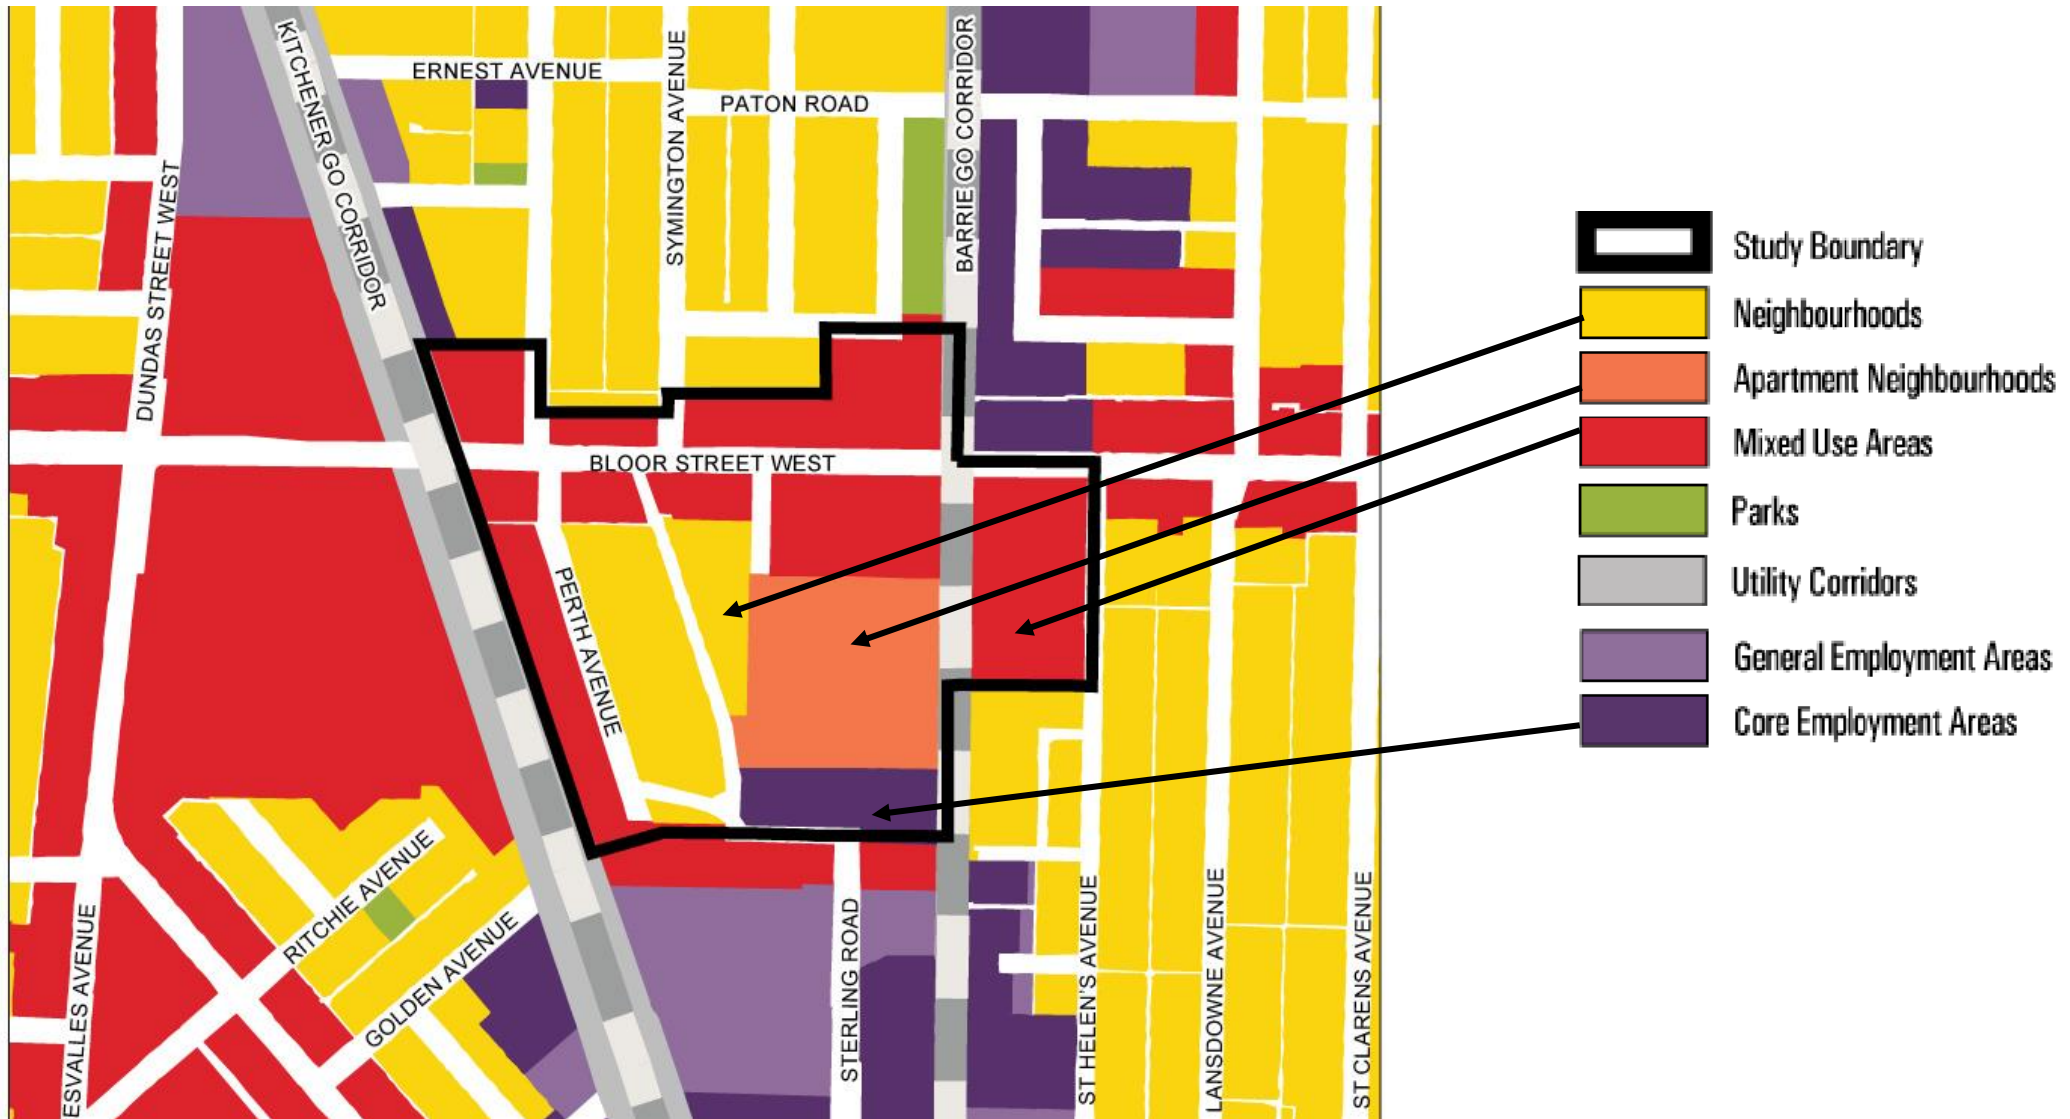 KITCHENER GO CORRIDOR
ERNEST AVENUE
SYMINGTON AVENUE
PATON ROAD
BARRIE GO CORRIDOR
DUNDAS STREET WEST
BLOOR STREET WEST
PERTH AVENUE
RITCHIE AVENUE
GOLDEN AVENUE
ESVALLES AVENUE
STERLING ROAD
ST HELEN'S AVENUE
LANSDOWNE AVENUE
ST CLARENS AVENUE
Study Boundary
Neighbourhoods
Apartment Neighbourhoods
Mixed Use Areas
Parks
Utility Corridors
General Employment Areas
Core Employment Areas